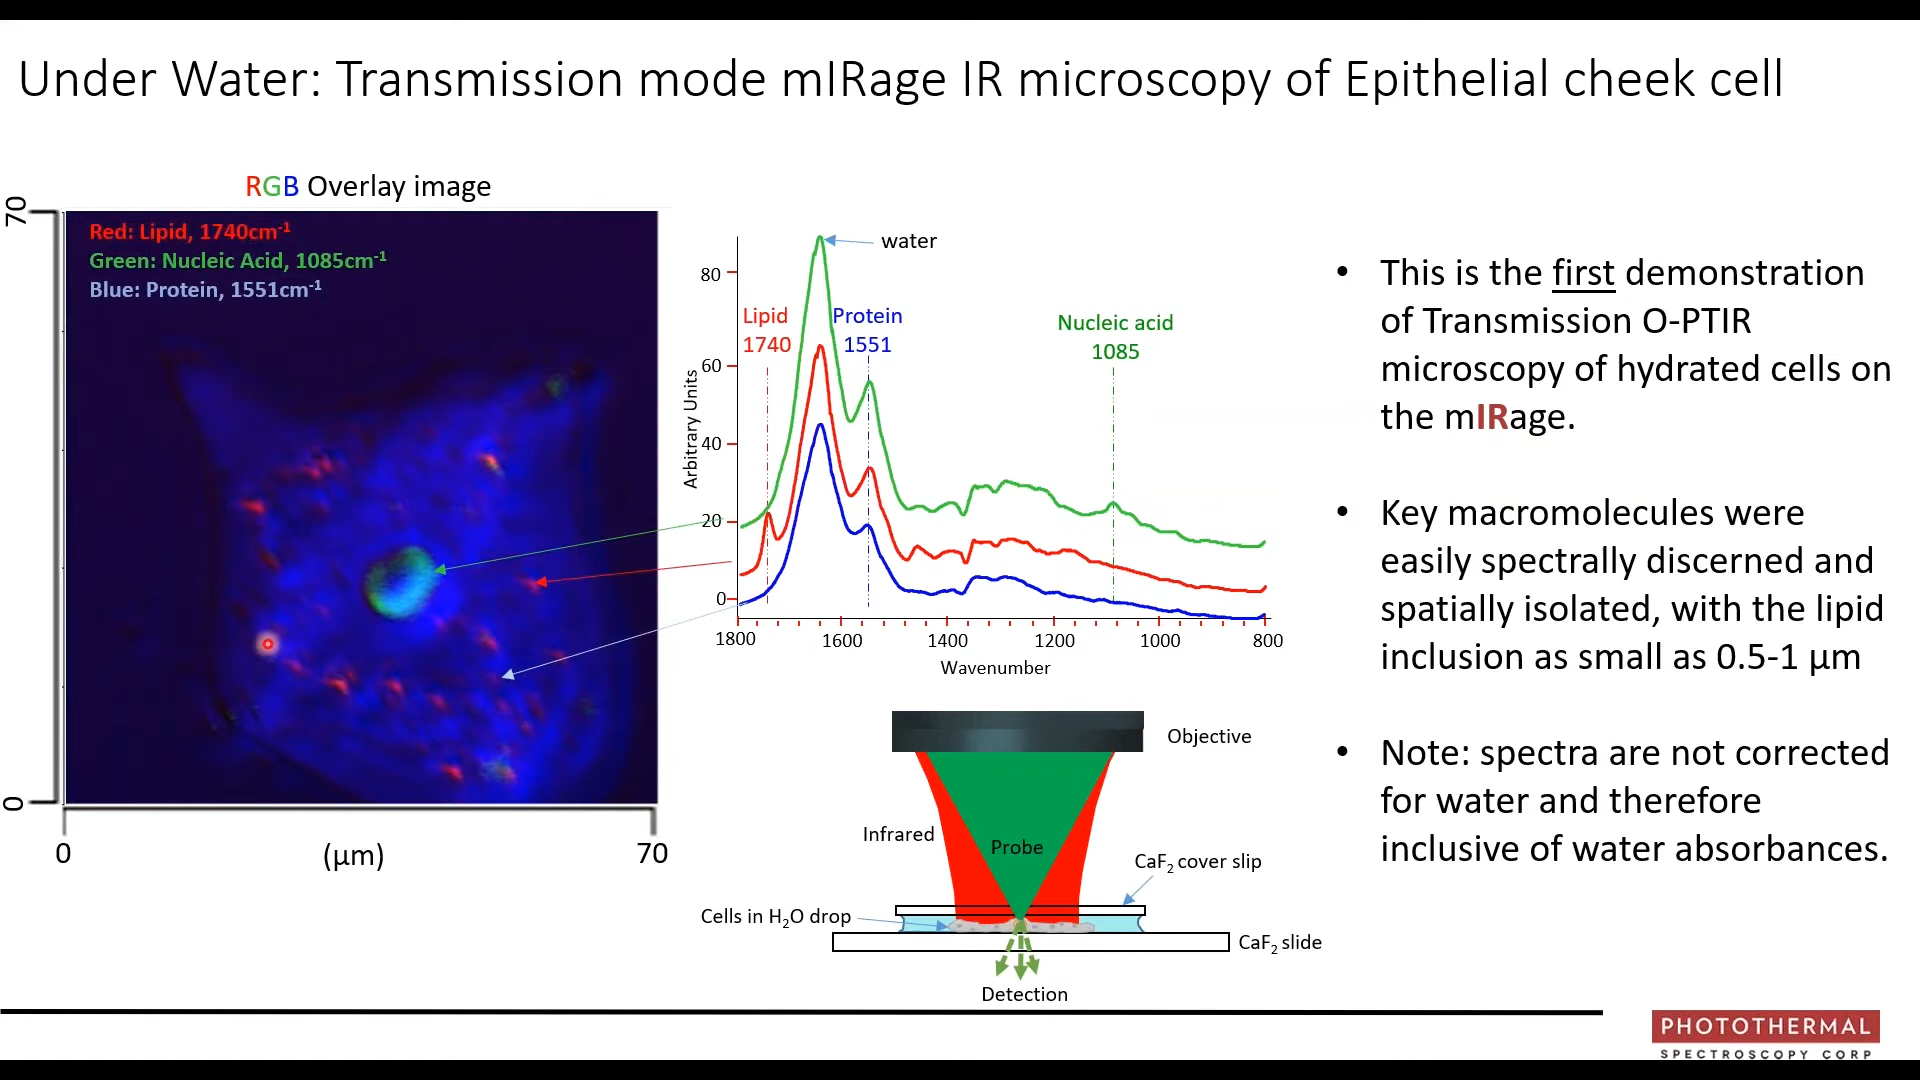 Under Water: Transmission mode mIRage IR microscopy of Epithelial cheek cell
RGB Overlay image
70
Red: Lipid, 1740cm⁻¹
Green: Nucleic Acid, 1085cm⁻¹
Blue: Protein, 1551cm⁻¹
0
0
(µm)
70
water
Lipid
1740
Protein
1551
Nucleic acid
1085
Arbitrary Units
80
60
40
20
0
1800
1600
1400
1200
1000
800
Wavenumber
Objective
Infrared
Probe
CaF₂ cover slip
Cells in H₂O drop
CaF₂ slide
Detection
• This is the first demonstration
of Transmission O-PTIR
microscopy of hydrated cells on
the mIRage.
• Key macromolecules were
easily spectrally discerned and
spatially isolated, with the lipid
inclusion as small as 0.5-1 µm
• Note: spectra are not corrected
for water and therefore
inclusive of water absorbances.
PHOTOTHERMAL
SPECTROSCOPY CORP